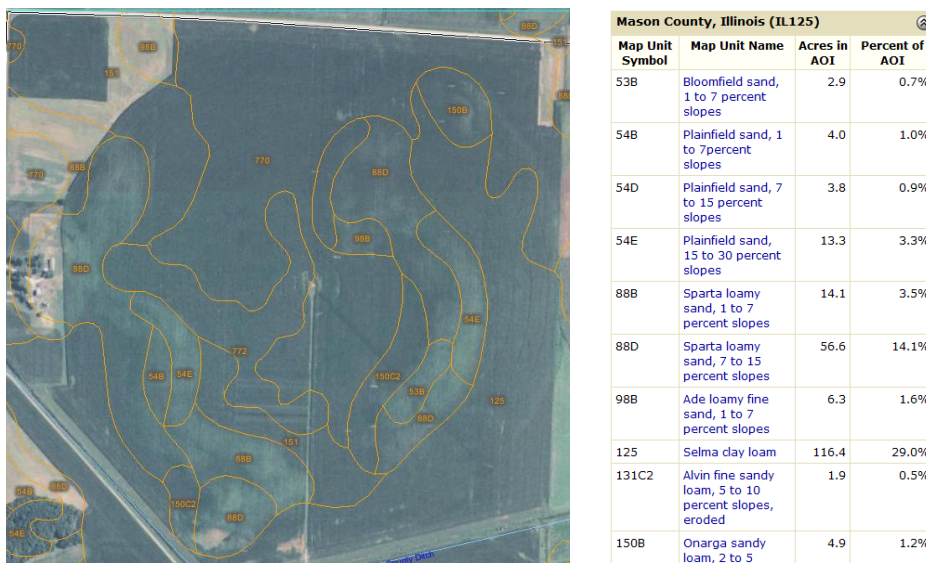 88D
770
98B
151
151
150B
770
88D
88B
770
98B
88D
54E
772
54B
54E
150C2
53B
125
88D
151
88B
54B
88D
150C2
88D
54E
County Ditch
Mason County, Illinois (IL125)
Map Unit Symbol
Map Unit Name
Acres in AOI
Percent of AOI
53B
Bloomfield sand,
1 to 7 percent
slopes
2.9
0.7%
54B
Plainfield sand, 1
to 7percent
slopes
4.0
1.0%
54D
Plainfield sand, 7
to 15 percent
slopes
3.8
0.9%
54E
Plainfield sand,
15 to 30 percent
slopes
13.3
3.3%
88B
Sparta loamy
sand, 1 to 7
percent slopes
14.1
3.5%
88D
Sparta loamy
sand, 7 to 15
percent slopes
56.6
14.1%
98B
Ade loamy fine
sand, 1 to 7
percent slopes
6.3
1.6%
125
Selma clay loam
116.4
29.0%
131C2
Alvin fine sandy
loam, 5 to 10
percent slopes,
eroded
1.9
0.5%
150B
Onarga sandy
loam, 2 to 5
4.9
1.2%